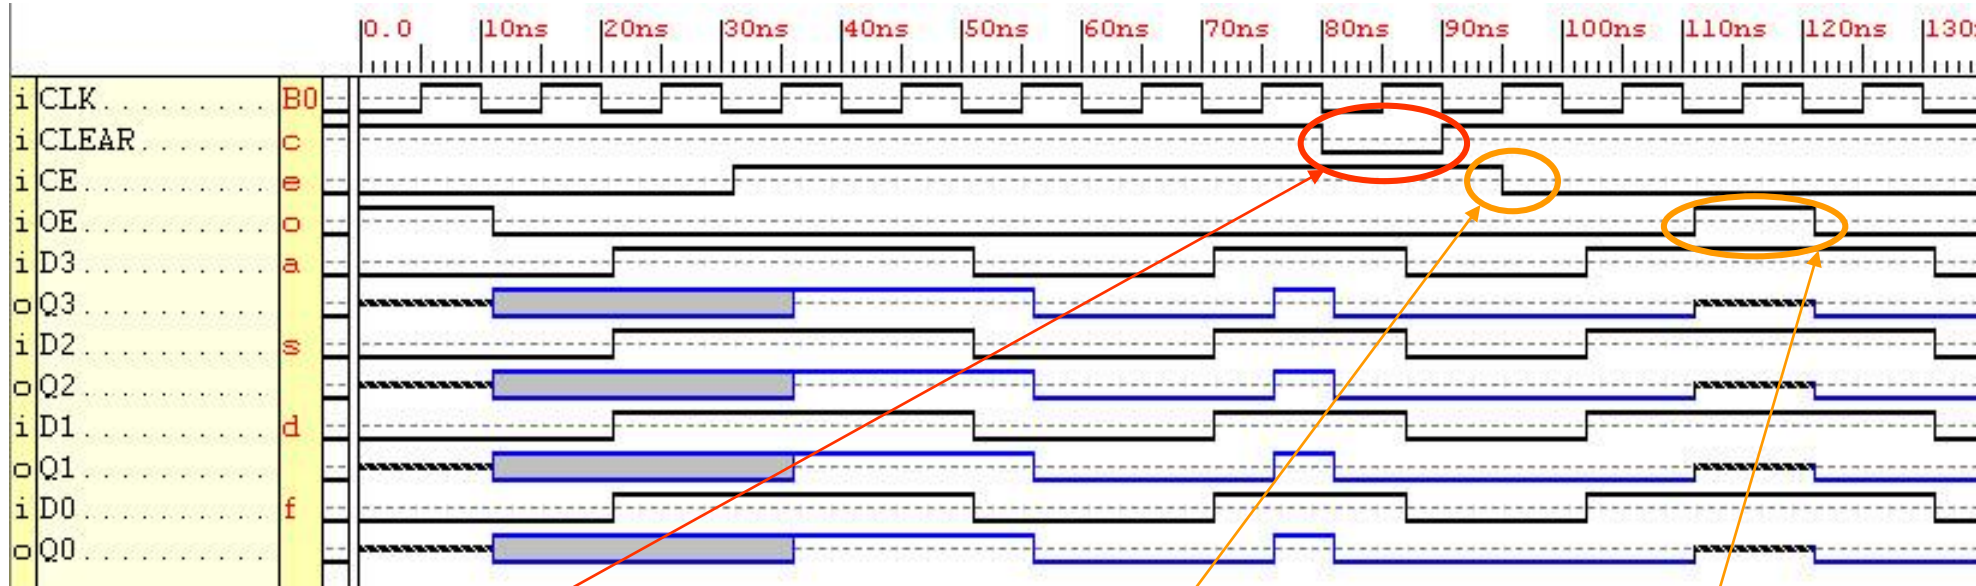 0.0 10ns 20ns 30ns 40ns 50ns 60ns 70ns 80ns 90ns 100ns 110ns 120ns 130
i CLK B0
i CLEAR c
i CE e
i OE o
i D3 a
o Q3
i D2 s
o Q2
i D1 d
o Q1
i D0 f
o Q0